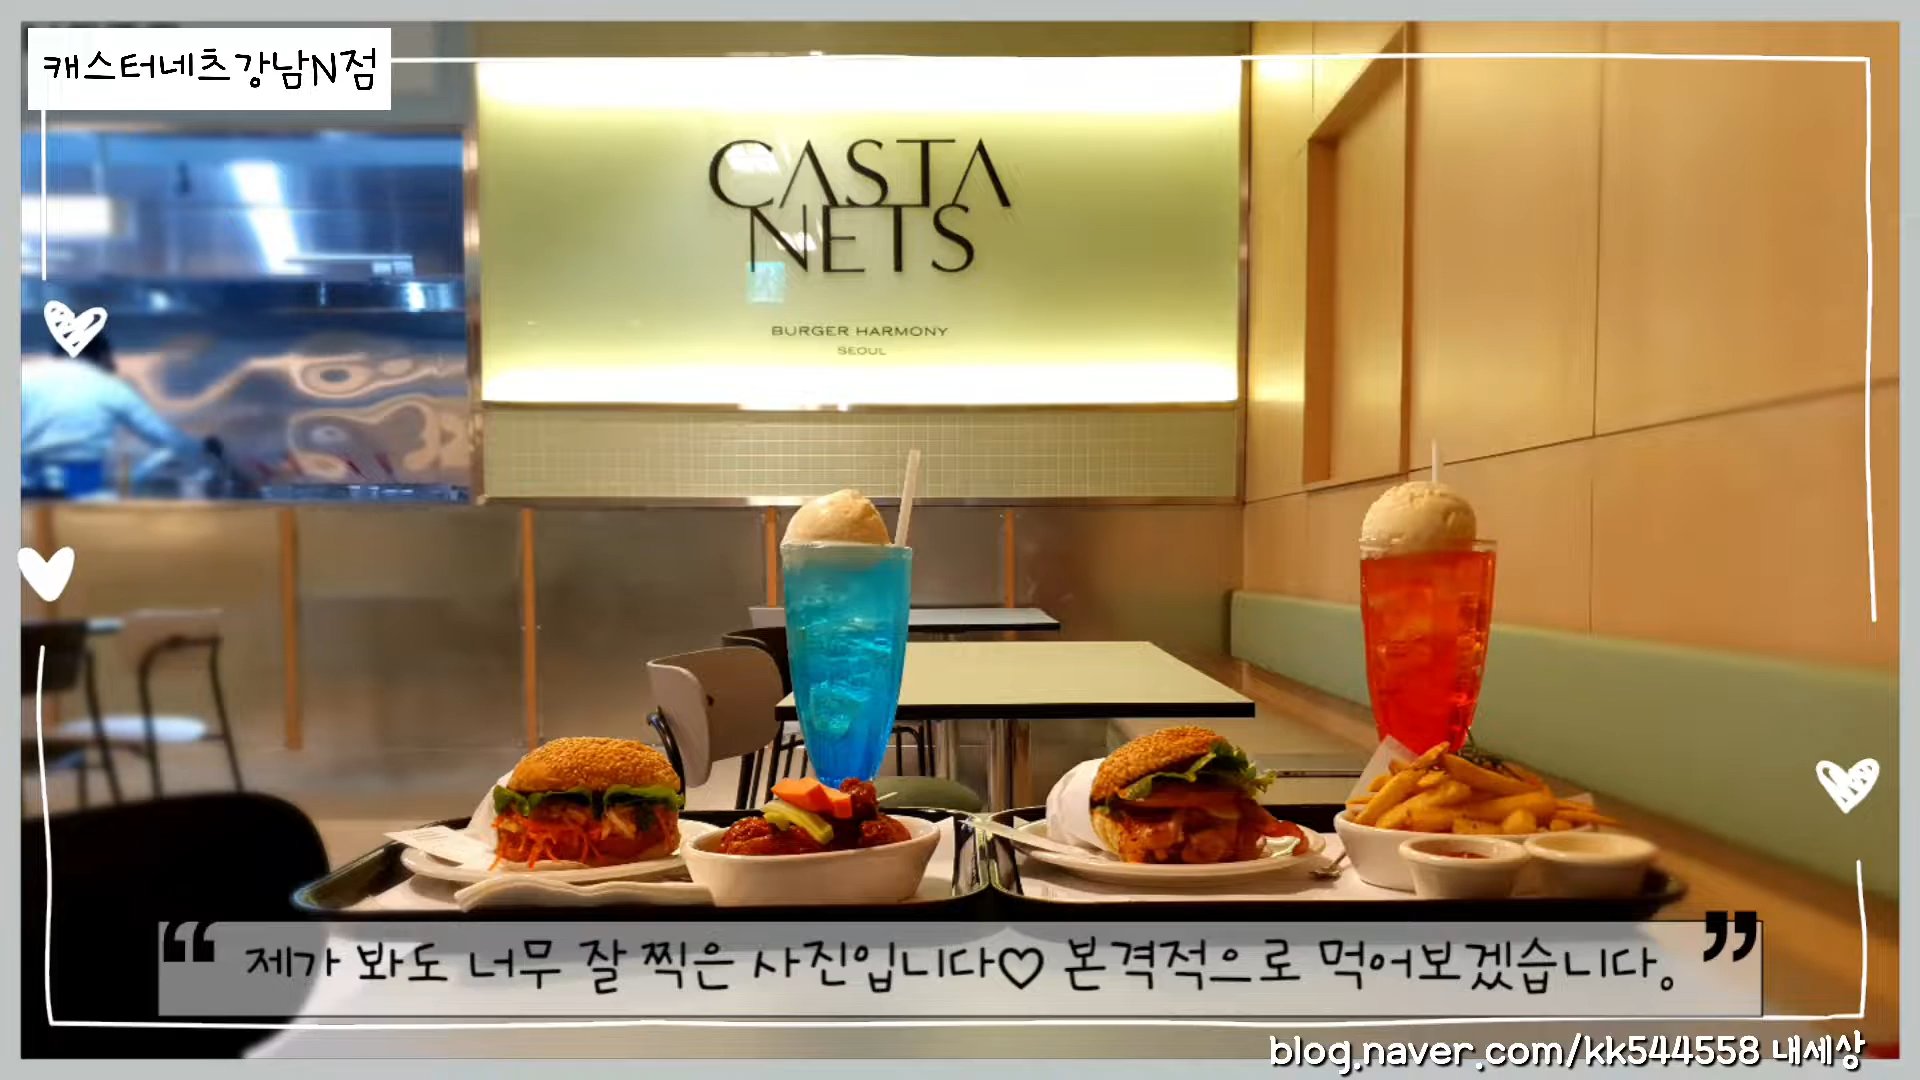 캐스터네츠강남N점
CASTA
NETS
BURGER HARMONY
SEOUL
“ 제가 봐도 너무 잘 찍은 사진입니다♡ 본격적으로 먹어보겠습니다. ”
blog.naver.com/kk544558 내세상